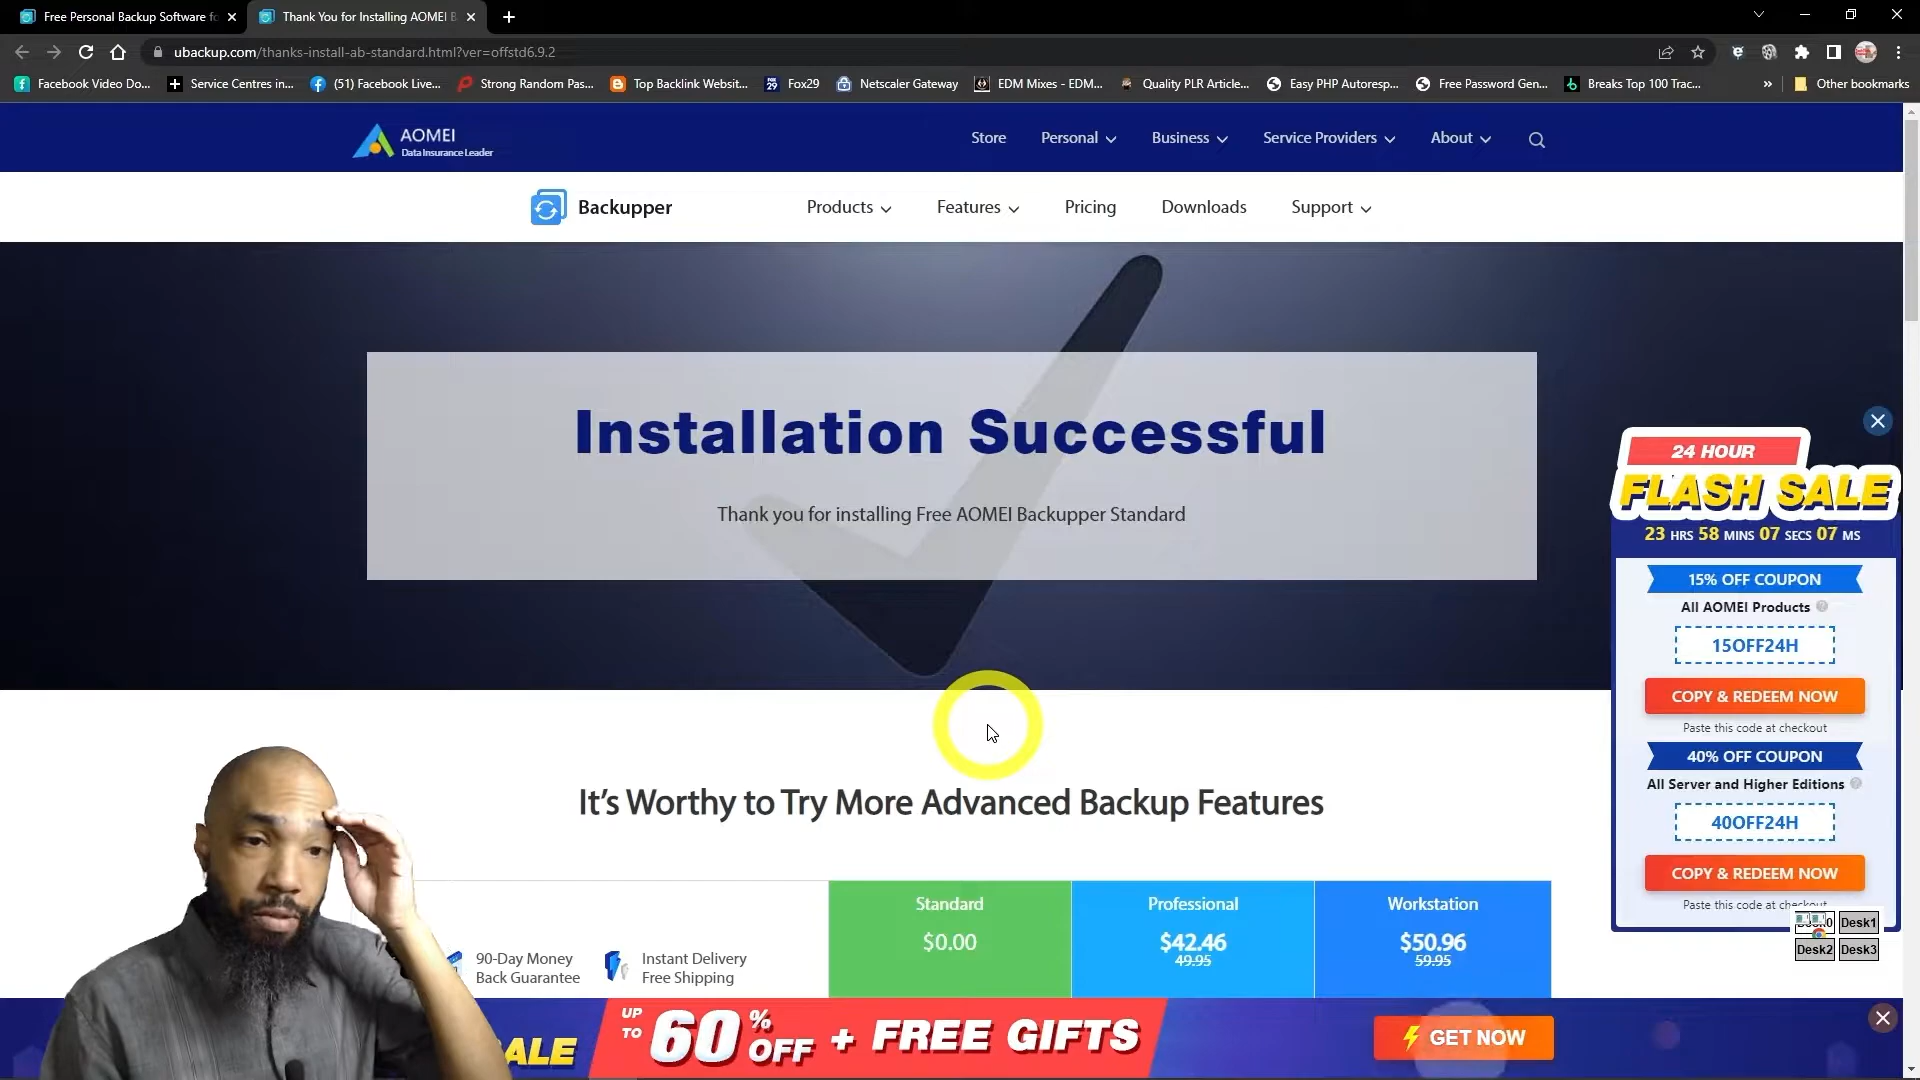 Free Personal Backup Software fo
Thank You for Installing AOMEI B
ubackup.com/thanks-install-ab-standard.html?ver=offstd6.9.2
Facebook Video Do...
Service Centres in...
(51) Facebook Live...
Strong Random Pas...
Top Backlink Websit...
Fox29
Netscaler Gateway
EDM Mixes - EDM...
Quality PLR Article...
Easy PHP Autoresp...
Free Password Gen...
Breaks Top 100 Trac...
»
Other bookmarks
AOMEI
Data Insurance Leader
Store
Personal
Business
Service Providers
About
Backupper
Products
Features
Pricing
Downloads
Support
Installation Successful
Thank you for installing Free AOMEI Backupper Standard
24 HOUR
FLASH SALE
23 HRS 58 MINS 07 SECS 07 MS
15% OFF COUPON
All AOMEI Products
15OFF24H
COPY & REDEEM NOW
Paste this code at checkout
40% OFF COUPON
All Server and Higher Editions
40OFF24H
COPY & REDEEM NOW
Paste this code at checkout
Desk1
Desk2
Desk3
It's Worthy to Try More Advanced Backup Features
90-Day Money
Back Guarantee
Instant Delivery
Free Shipping
Standard
$0.00
Professional
$42.46
49.95
Workstation
$50.96
59.95
ALE
UP
TO
60%
OFF
+ FREE GIFTS
GET NOW